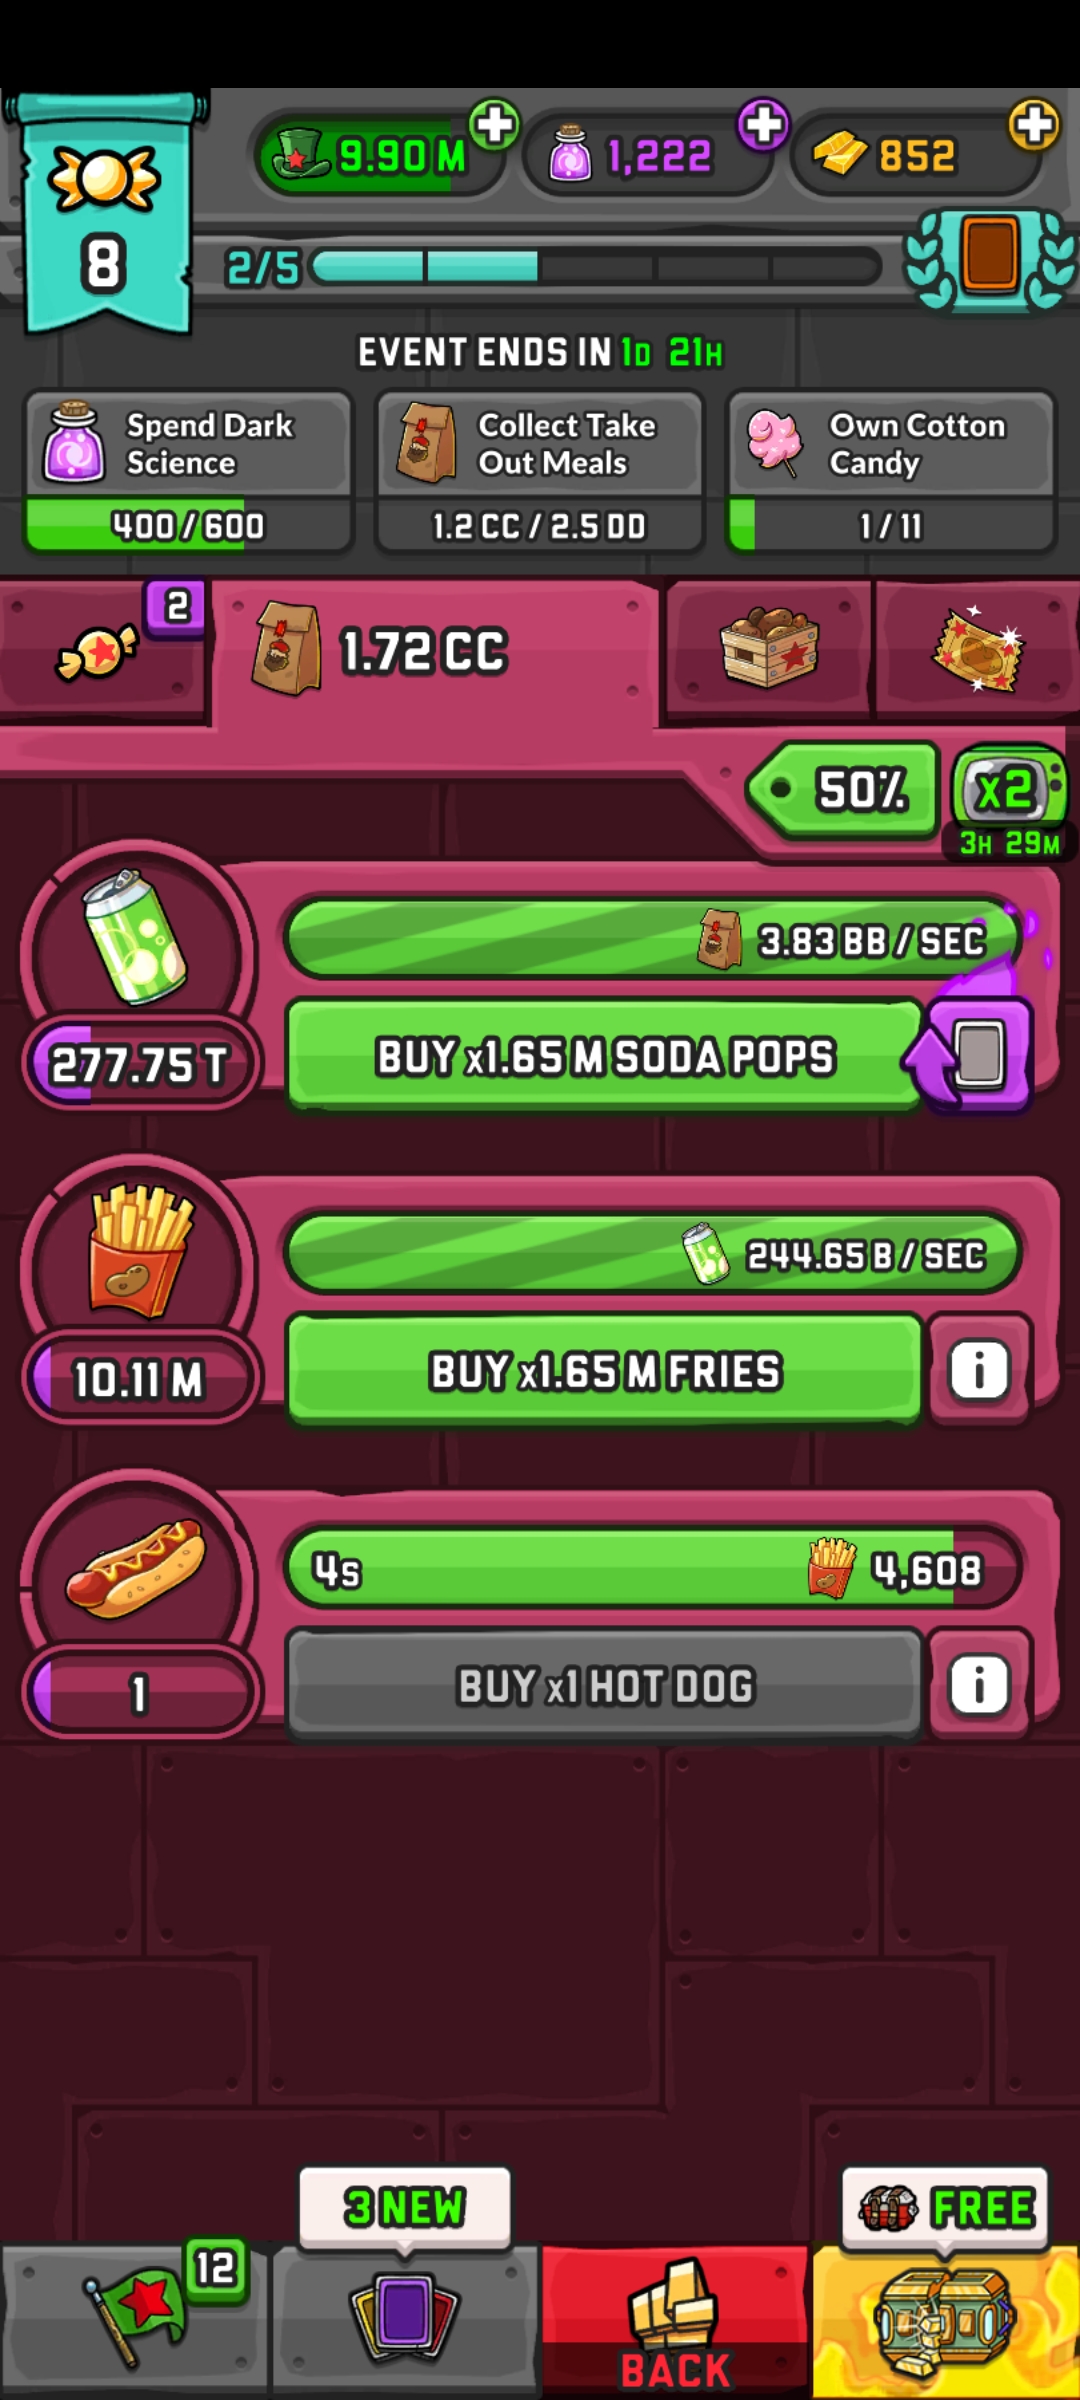 9.90 M
1,222
852
8
2/5
EVENT ENDS IN 1D 21H
Spend Dark
Science
400 / 600
Collect Take
Out Meals
1.2 CC / 2.5 DD
Own Cotton
Candy
1 / 11
2
1.72 CC
50%
x2
3H 29M
3.83 BB / SEC
277.75 T
BUY x1.65 M SODA POPS
244.65 B / SEC
10.11 M
BUY x1.65 M FRIES
i
4s
4,608
1
BUY x1 HOT DOG
i
3 NEW
FREE
12
BACK